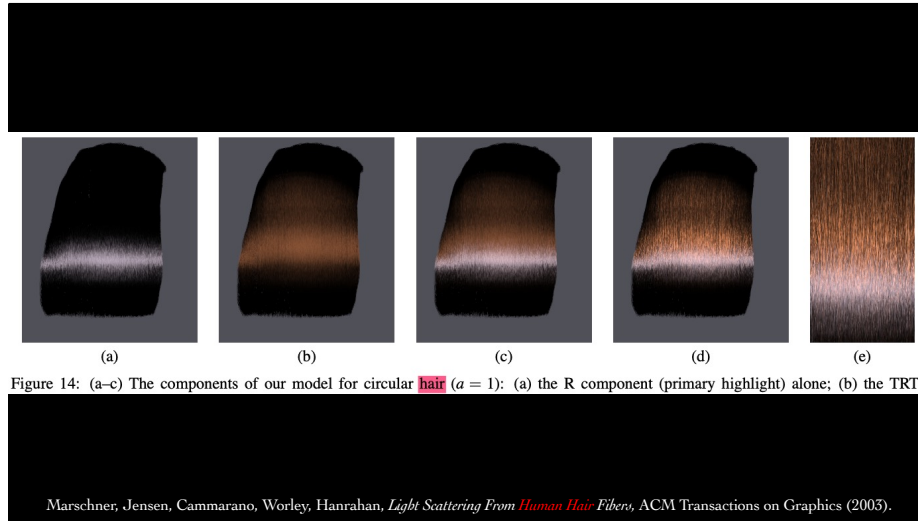 (a) (b) (c) (d) (e)
Figure 14: (a–c) The components of our model for circular hair (a = 1): (a) the R component (primary highlight) alone; (b) the TRT
Marschner, Jensen, Cammarano, Worley, Hanrahan, Light Scattering From Human Hair Fibers, ACM Transactions on Graphics (2003).